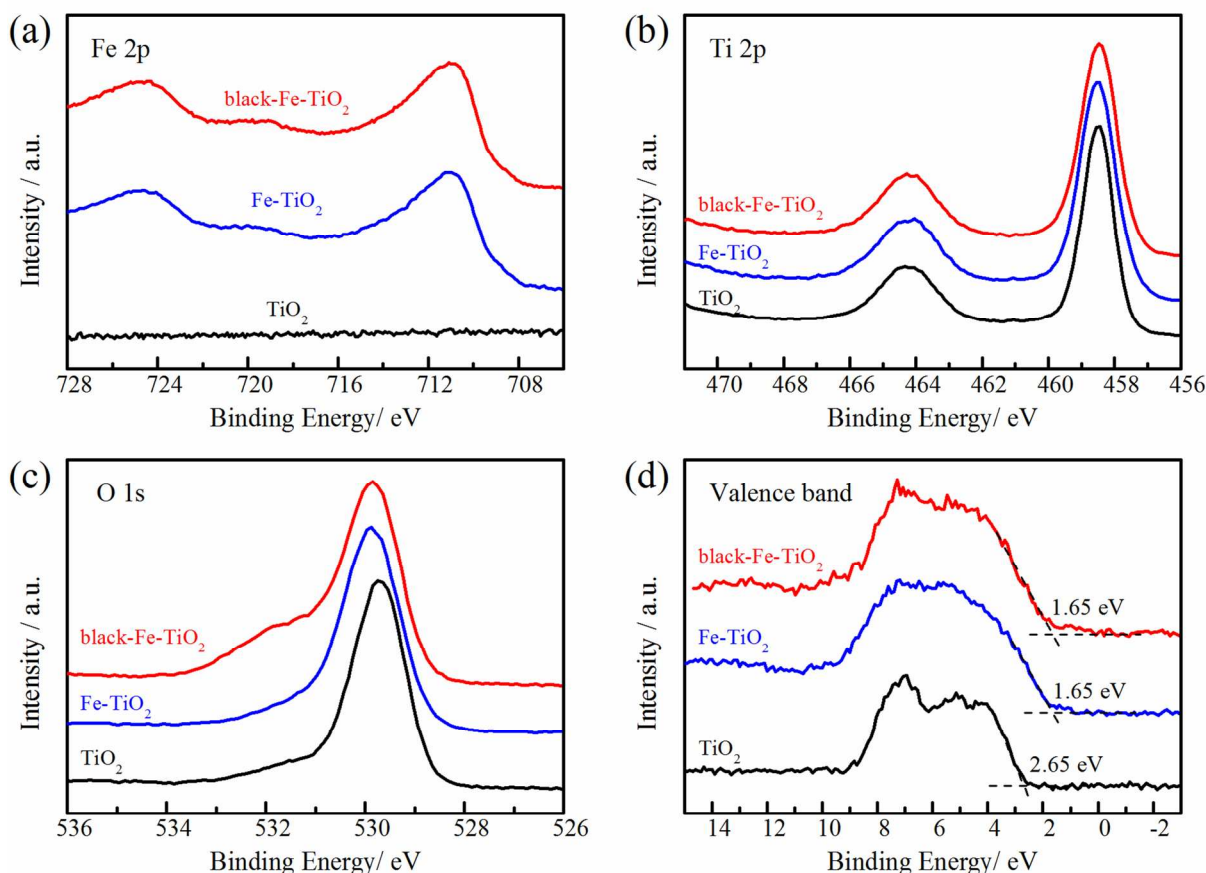 (a)
Fe 2p
black-Fe-TiO₂
Fe-TiO₂
TiO₂
Intensity / a.u.
728 724 720 716 711 708
Binding Energy/ eV
(b)
Ti 2p
black-Fe-TiO₂
Fe-TiO₂
TiO₂
Intensity / a.u.
470 468 466 464 462 460 458 456
Binding Energy/ eV
(c)
O 1s
black-Fe-TiO₂
Fe-TiO₂
TiO₂
Intensity / a.u.
536 534 532 530 528 526
Binding Energy/ eV
(d)
Valence band
black-Fe-TiO₂
1.65 eV
Fe-TiO₂
1.65 eV
TiO₂
2.65 eV
Intensity / a.u.
14 12 10 8 6 4 2 0 -2
Binding Energy/ eV